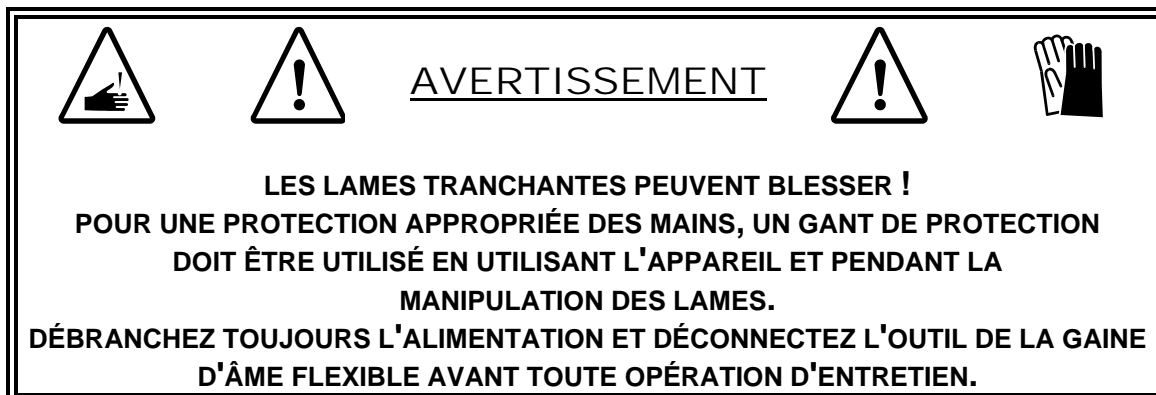 AVERTISSEMENT
LES LAMES TRANCHANTES PEUVENT BLESSER !
POUR UNE PROTECTION APPROPRIÉE DES MAINS, UN GANT DE PROTECTION
DOIT ÊTRE UTILISÉ EN UTILISANT L'APPAREIL ET PENDANT LA
MANIPULATION DES LAMES.
DÉBRANCHEZ TOUJOURS L'ALIMENTATION ET DÉCONNECTEZ L'OUTIL DE LA GAINE
D'ÂME FLEXIBLE AVANT TOUTE OPÉRATION D'ENTRETIEN.